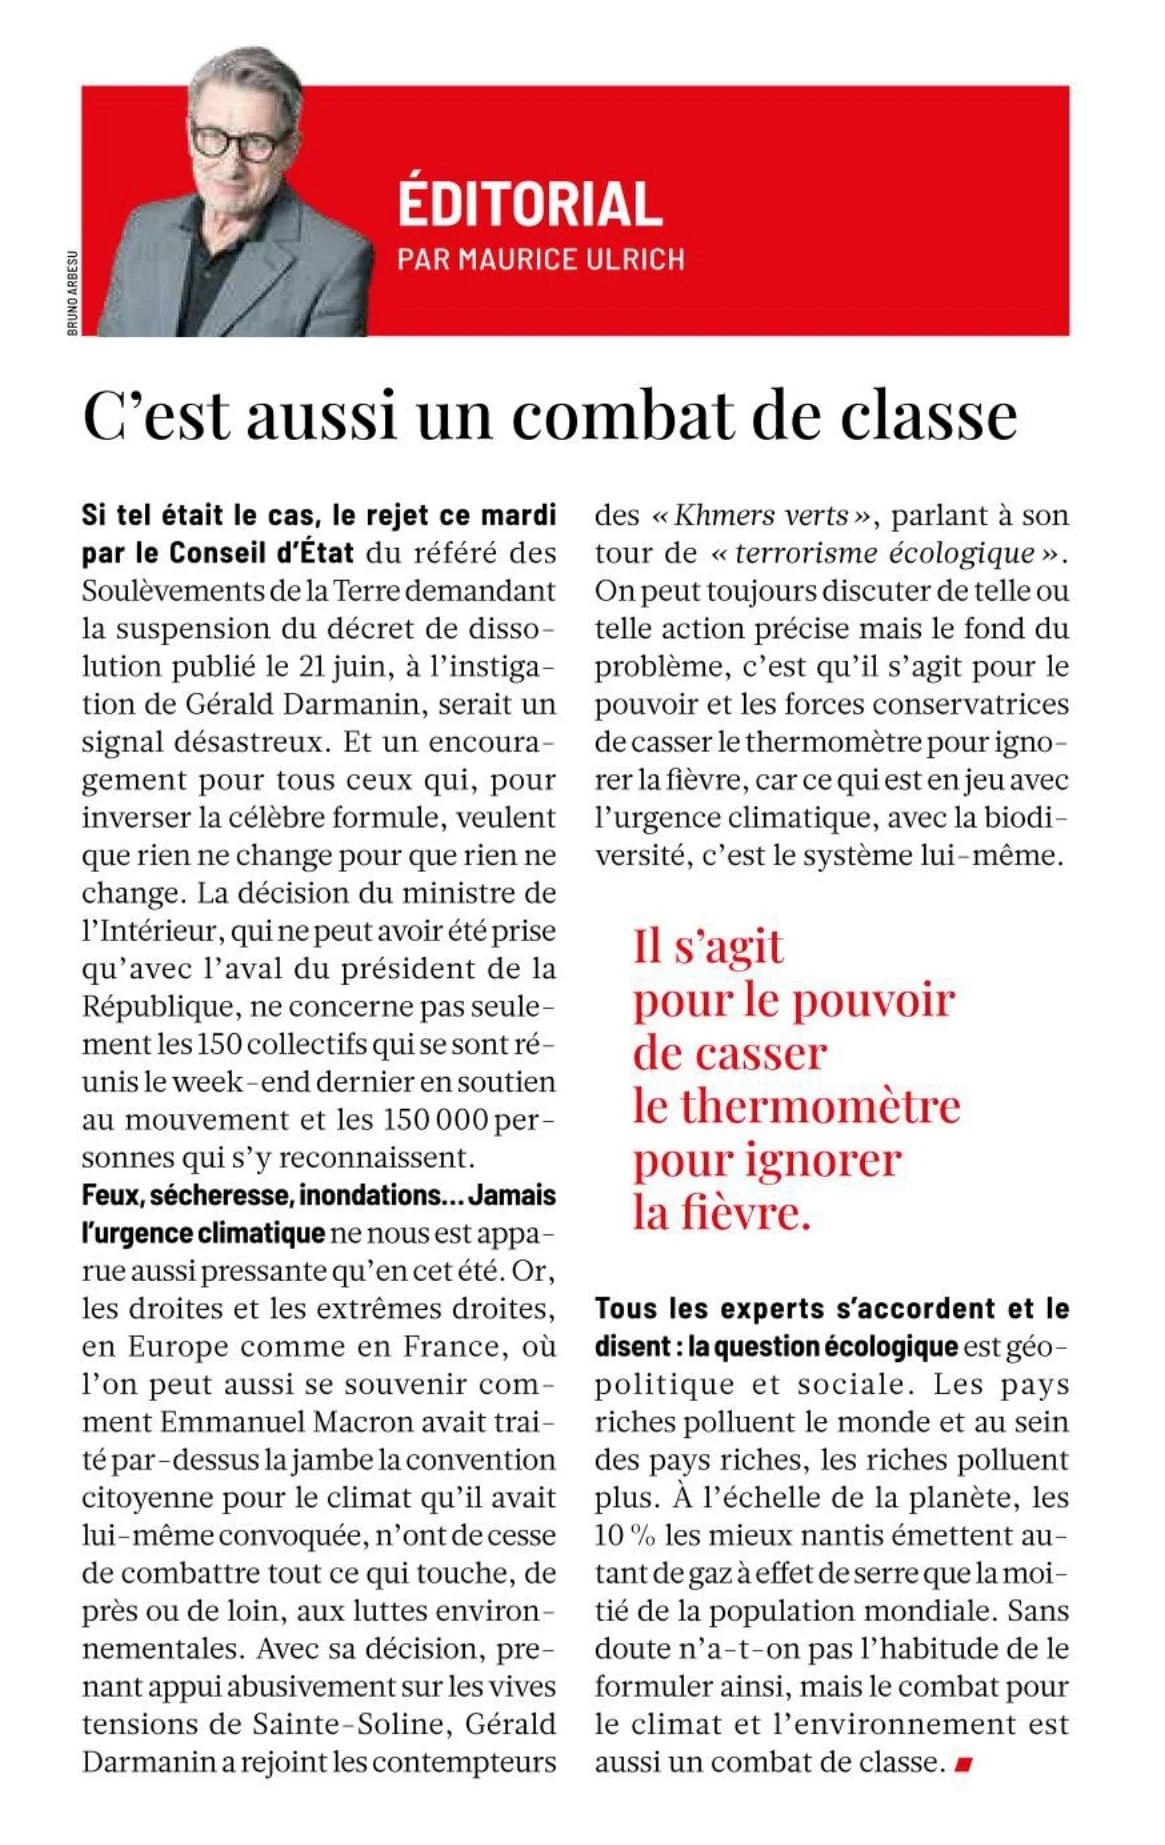 BRUNO ARBESU
ÉDITORIAL
PAR MAURICE ULRICH
C’est aussi un combat de classe
Si tel était le cas, le rejet ce mardi
par le Conseil d’État du référé des
Soulèvements de la Terre demandant
la suspension du décret de disso-
lution publié le 21 juin, à l’instiga-
tion de Gérald Darmanin, serait un
signal désastreux. Et un encoura-
gement pour tous ceux qui, pour
inverser la célèbre formule, veulent
que rien ne change pour que rien ne
change. La décision du ministre de
l’Intérieur, qui ne peut avoir été prise
qu’avec l’aval du président de la
République, ne concerne pas seule-
ment les 150 collectifs qui se sont ré-
unis le week-end dernier en soutien
au mouvement et les 150 000 per-
sonnes qui s’y reconnaissent.
Feux, sécheresse, inondations... Jamais
l’urgence climatique ne nous est appa-
rue aussi pressante qu’en cet été. Or,
les droites et les extrêmes droites,
en Europe comme en France, où
l’on peut aussi se souvenir com-
ment Emmanuel Macron avait trai-
té par-dessus la jambe la convention
citoyenne pour le climat qu’il avait
lui-même convoquée, n’ont de cesse
de combattre tout ce qui touche, de
près ou de loin, aux luttes environ-
nementales. Avec sa décision, pre-
nant appui abusivement sur les vives
tensions de Sainte-Soline, Gérald
Darmanin a rejoint les contempteurs
des « Khmers verts », parlant à son
tour de « terrorisme écologique ».
On peut toujours discuter de telle ou
telle action précise mais le fond du
problème, c’est qu’il s’agit pour le
pouvoir et les forces conservatrices
de casser le thermomètre pour igno-
rer la fièvre, car ce qui est en jeu avec
l’urgence climatique, avec la biodi-
versité, c’est le système lui-même.
Il s’agit
pour le pouvoir
de casser
le thermomètre
pour ignorer
la fièvre.
Tous les experts s’accordent et le
disent : la question écologique est géo-
politique et sociale. Les pays
riches polluent le monde et au sein
des pays riches, les riches polluent
plus. À l’échelle de la planète, les
10 % les mieux nantis émettent au-
tant de gaz à effet de serre que la moi-
tié de la population mondiale. Sans
doute n’a-t-on pas l’habitude de le
formuler ainsi, mais le combat pour
le climat et l’environnement est
aussi un combat de classe.